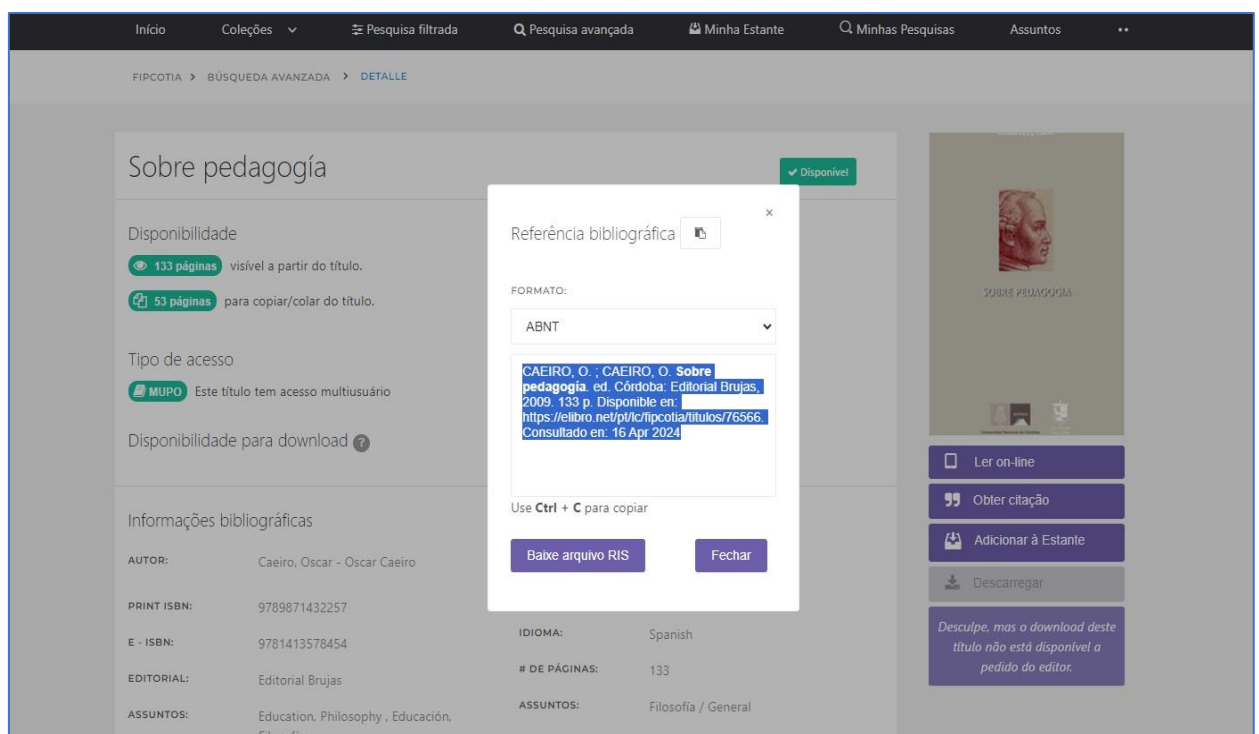 Início Coleções Pesquisa filtrada Pesquisa avançada Minha Estante Minhas Pesquisas Assuntos
FIPCOTIA > BÚSQUEDA AVANZADA > DETALLE
Sobre pedagogía
Disponível
Disponibilidade
133 páginas visível a partir do título.
53 páginas para copiar/colar do título.
Tipo de acesso
MUPO Este título tem acesso multiusuário
Disponibilidade para download ?
Informações bibliográficas
AUTOR: Caeiro, Oscar - Oscar Caeiro
PRINT ISBN: 9789871432257
E - ISBN: 9781413578454
EDITORIAL: Editorial Brujas
ASSUNTOS: Education, Philosophy , Educación,
IDIOMA: Spanish
# DE PÁGINAS: 133
ASSUNTOS: Filosofía / General
Referência bibliográfica
×
FORMATO:
ABNT
CAEIRO, O. ; CAEIRO, O. Sobre
pedagogía. ed. Córdoba: Editorial Brujas,
2009. 133 p. Disponible en:
https://elibro.net/pt/lc/fipcotia/titulos/76566.
Consultado en: 16 Apr 2024
Use Ctrl + C para copiar
Baixe arquivo RIS Fechar
SOBRE PEDAGOGÍA
Ler on-line
Obter citação
Adicionar à Estante
Descarregar
Desculpe, mas o download deste
título não está disponível a
pedido do editor.